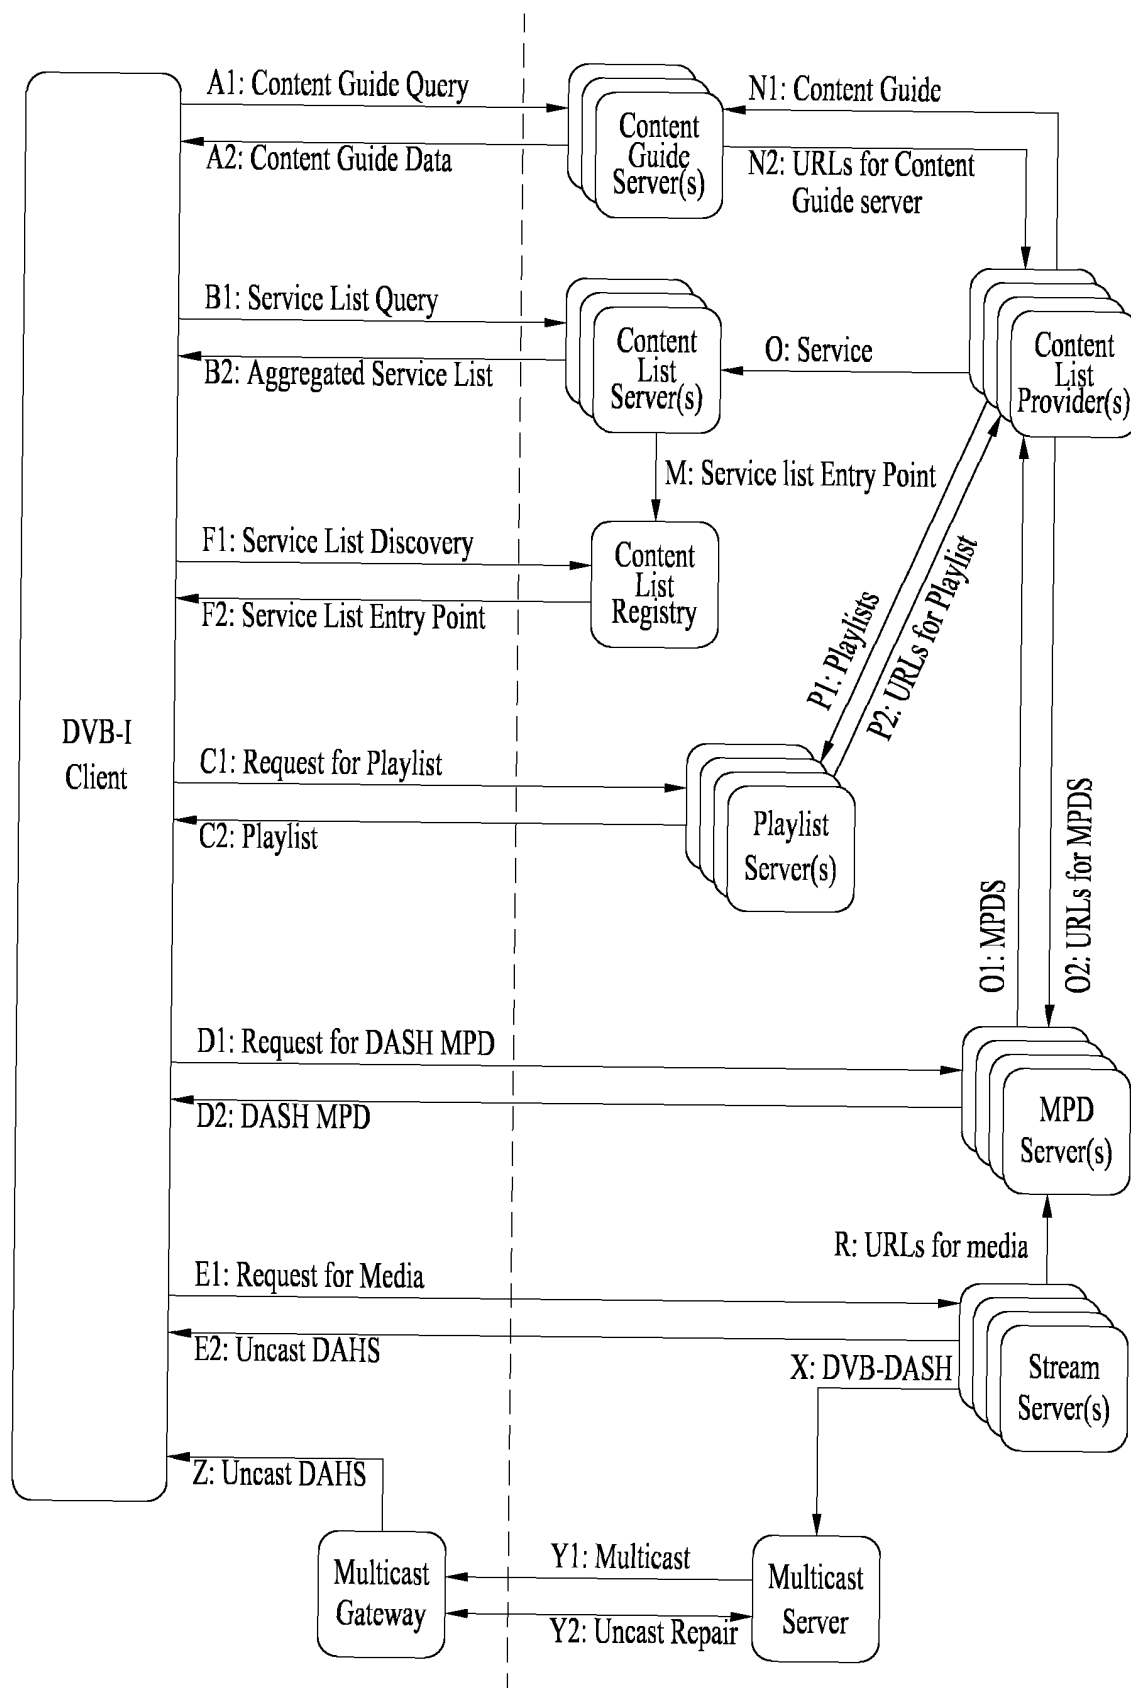 A1: Content Guide Query
A2: Content Guide Data
Content
Guide
Server(s)
N1: Content Guide
N2: URLs for Content
Guide server
B1: Service List Query
B2: Aggregated Service List
Content
List
Server(s)
O: Service
Content
List
Provider(s)
M: Service list Entry Point
F1: Service List Discovery
F2: Service List Entry Point
Content
List
Registry
P1: Playlists
P2: URLs for Playlist
DVB-I
Client
C1: Request for Playlist
C2: Playlist
Playlist
Server(s)
O1: MPDS
O2: URLs for MPDS
D1: Request for DASH MPD
D2: DASH MPD
MPD
Server(s)
R: URLs for media
E1: Request for Media
E2: Uncast DAHS
X: DVB-DASH
Stream
Server(s)
Z: Uncast DAHS
Multicast
Gateway
Y1: Multicast
Y2: Uncast Repair
Multicast
Server